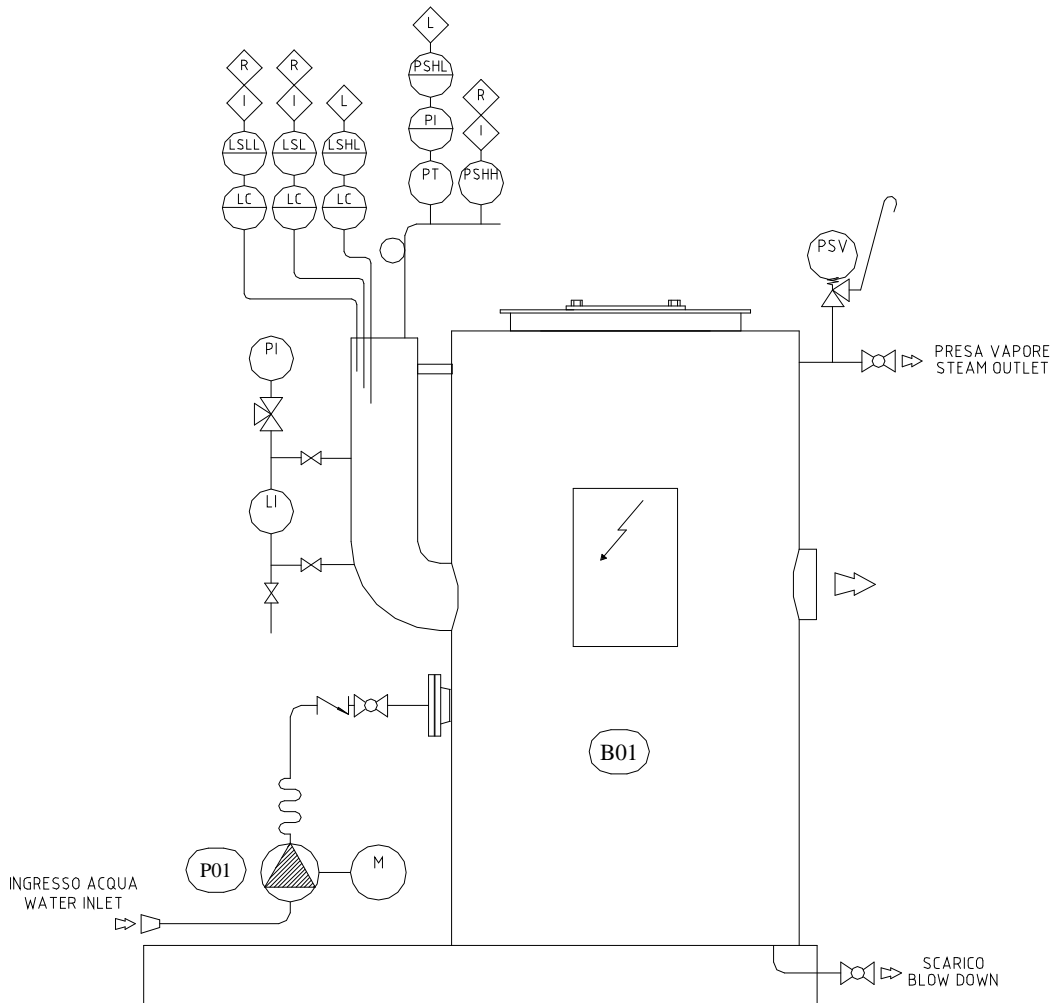 L
R
R
PSHL
R
I
I
L
PI
I
LSLL
LSL
LSHL
PT
PSHH
LC
LC
LC
PSV
PI
PRESA VAPORE
STEAM OUTLET
LI
B01
P01
M
INGRESSO ACQUA
WATER INLET
SCARICO
BLOW DOWN